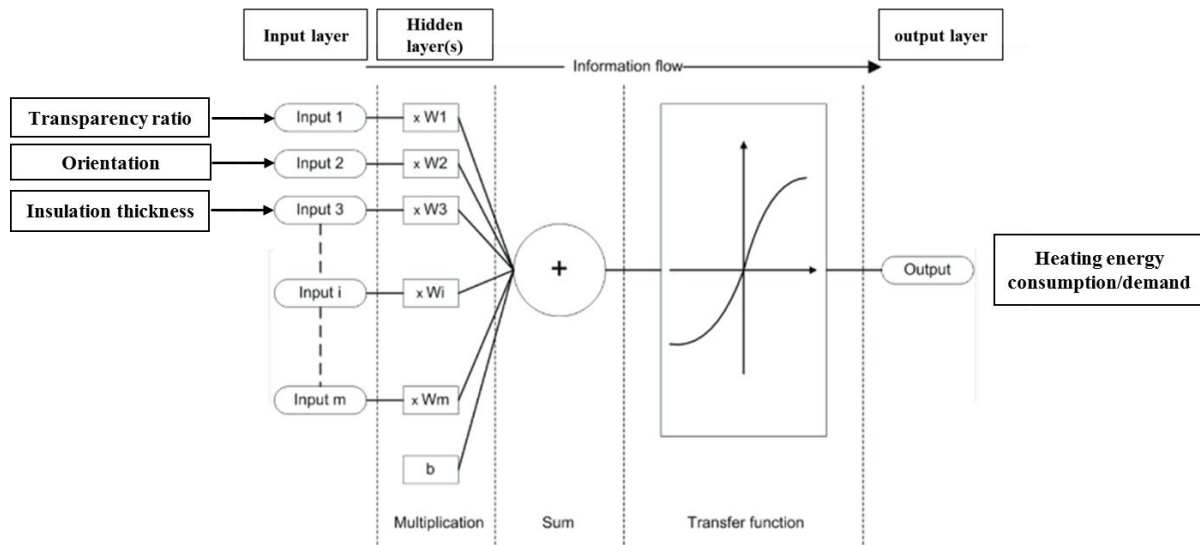 Input layer
Hidden
layer(s)
output layer
Information flow
Transparency ratio
Input 1
x W1
Orientation
Input 2
x W2
Insulation thickness
Input 3
x W3
+
Heating energy
consumption/demand
Output
Input i
x Wi
Input m
x Wm
b
Multiplication
Sum
Transfer function